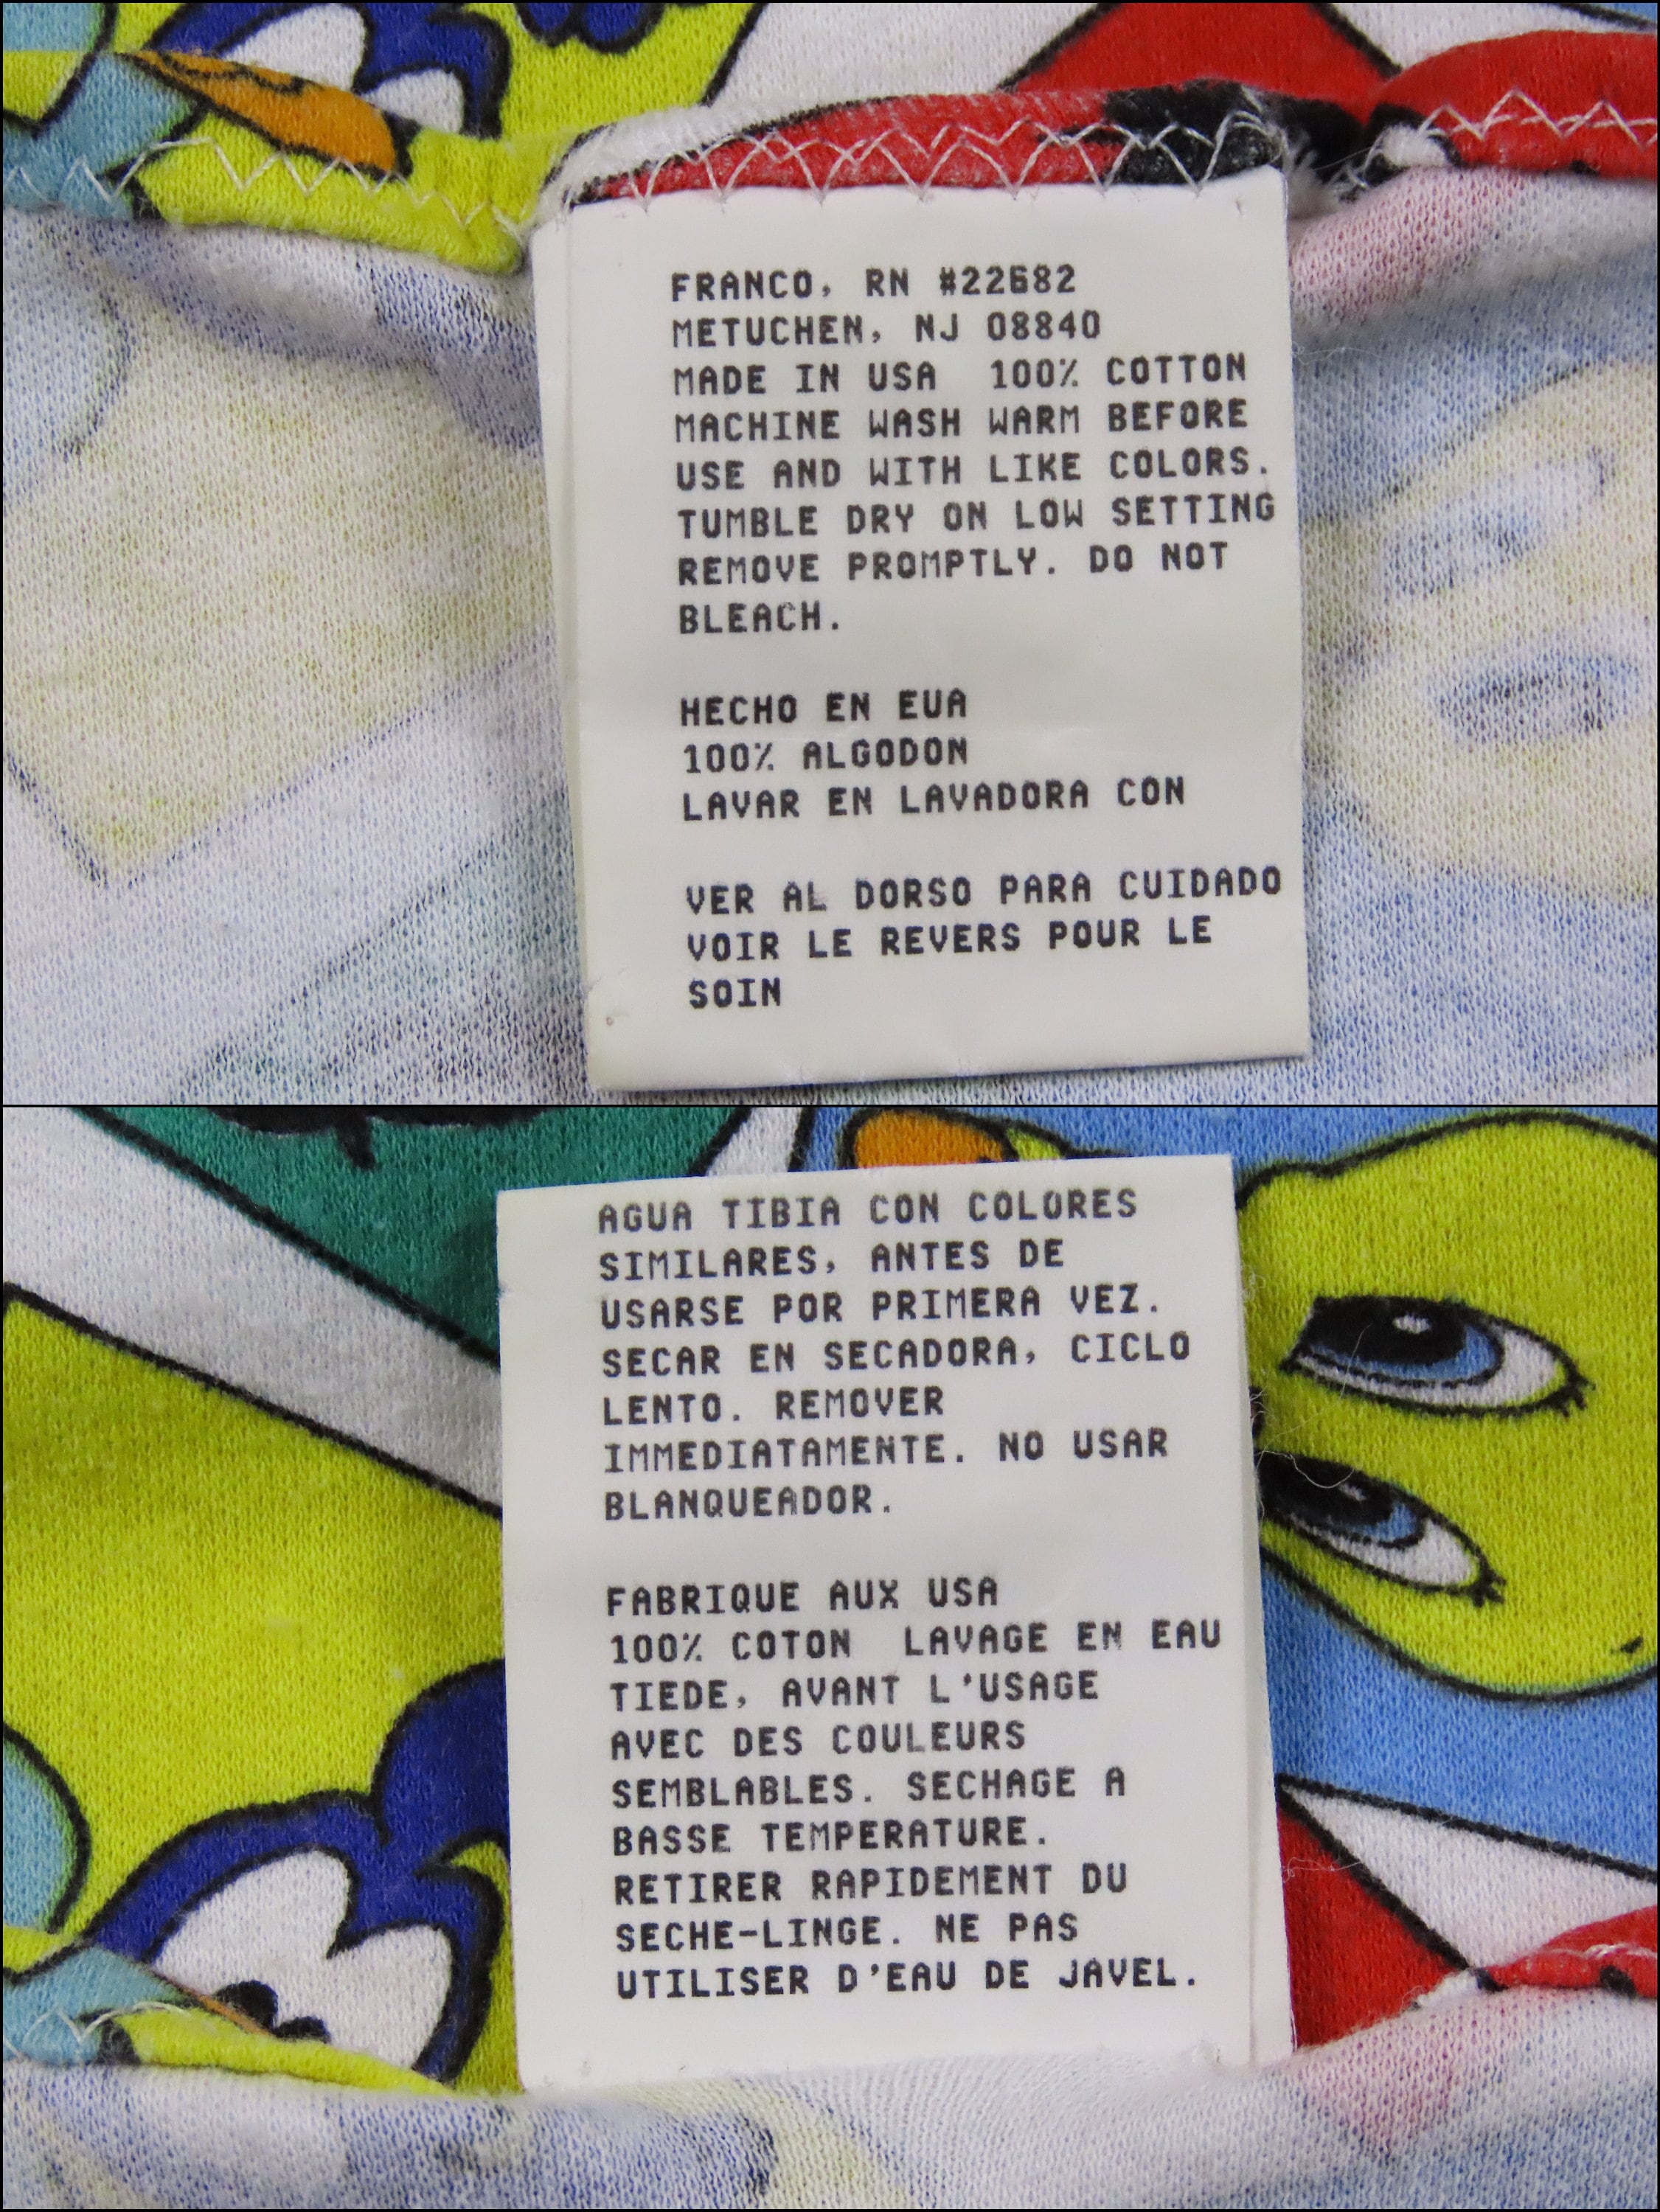 FRANCO, RN #22682
METUCHEN, NJ 08840
MADE IN USA 100% COTTON
MACHINE WASH WARM BEFORE
USE AND WITH LIKE COLORS.
TUMBLE DRY ON LOW SETTING
REMOVE PROMPTLY. DO NOT
BLEACH.
HECHO EN EUA
100% ALGODON
LAVAR EN LAVADORA CON
VER AL DORSO PARA CUIDADO
VOIR LE REVERS POUR LE
SOIN
AGUA TIBIA CON COLORES
SIMILARES, ANTES DE
USARSE POR PRIMERA VEZ.
SECAR EN SECADORA, CICLO
LENTO. REMOVER
IMMEDIATAMENTE. NO USAR
BLANQUEADOR.
FABRIQUE AUX USA
100% COTON LAVAGE EN EAU
TIEDE, AVANT L'USAGE
AVEC DES COULEURS
SEMBLABLES. SECHAGE A
BASSE TEMPERATURE.
RETIRER RAPIDEMENT DU
SECHE-LINGE. NE PAS
UTILISER D'EAU DE JAVEL.